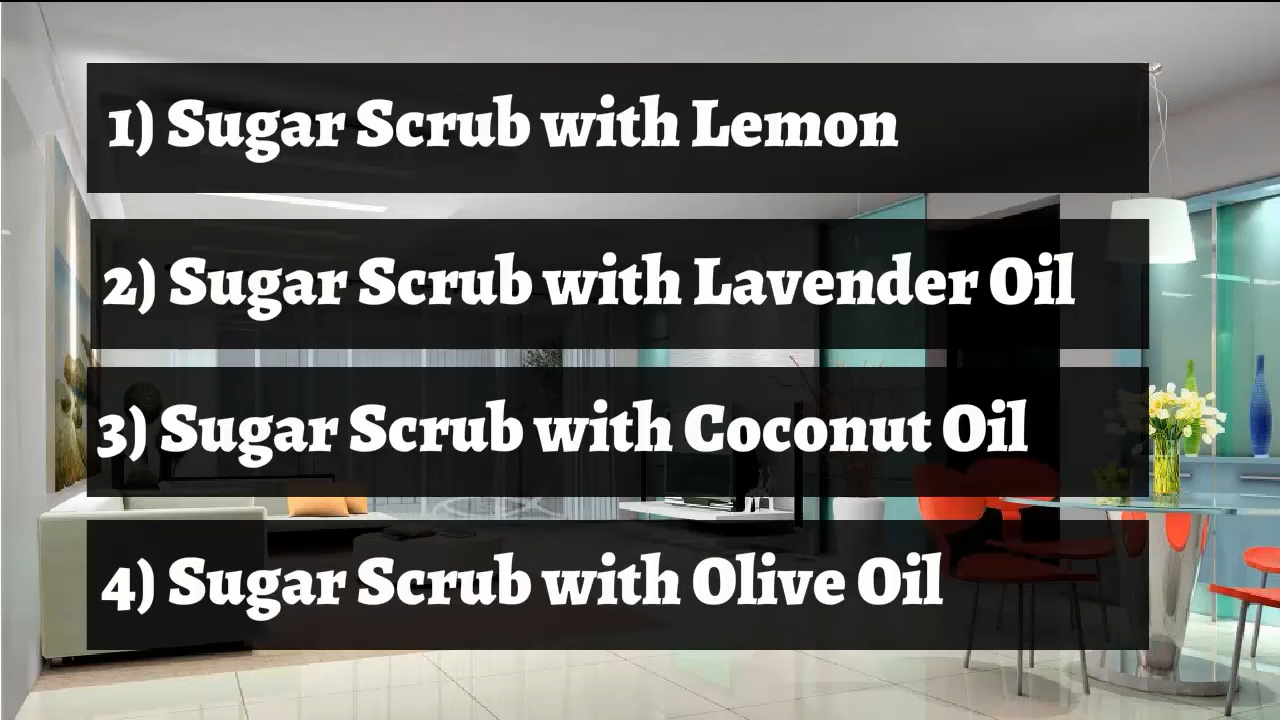 1) Sugar Scrub with Lemon
2) Sugar Scrub with Lavender Oil
3) Sugar Scrub with Coconut Oil
4) Sugar Scrub with Olive Oil